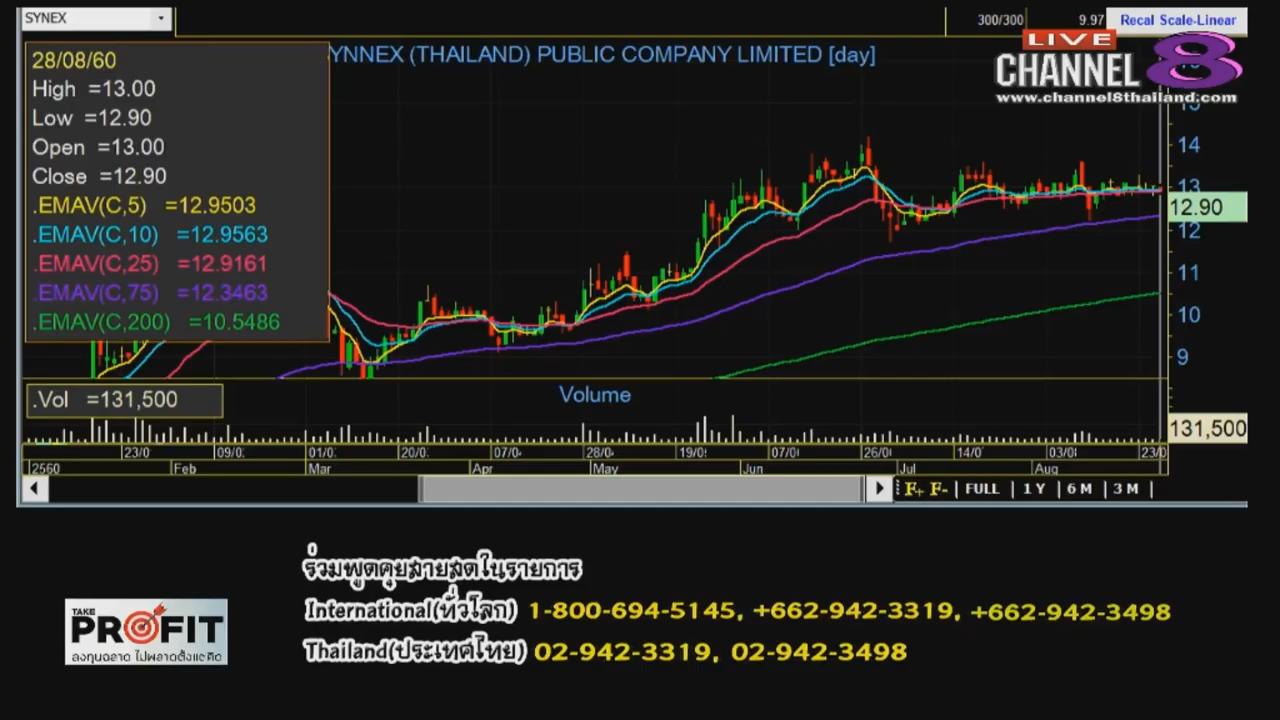 SYNEX
300/300
9.97
Recal Scale-Linear
LIVE
CHANNEL 8
www.channel8thailand.com
28/08/60
YNNEX (THAILAND) PUBLIC COMPANY LIMITED [day]
High =13.00
Low =12.90
Open =13.00
Close =12.90
.EMAV(C,5) =12.9503
.EMAV(C,10) =12.9563
.EMAV(C,25) =12.9161
.EMAV(C,75) =12.3463
.EMAV(C,200) =10.5486
15
14
13
12.90
12
11
10
9
.Vol =131,500
Volume
131,500
23/0 09/0 01/0 20/0 07/0 28/0 19/0 07/0 26/0 14/0 03/0 23/0
2560 Feb Mar Apr May Jun Jul Aug
F+ F- | FULL | 1 Y | 6 M | 3 M |
ร่วมพูดคุยสายสดในรายการ
International(ทั่วโลก) 1-800-694-5145, +662-942-3319, +662-942-3498
Thailand(ประเทศไทย) 02-942-3319, 02-942-3498
TAKE
PROFIT
ลงทุนฉลาด ไม่พลาดตั้งแต่คิด